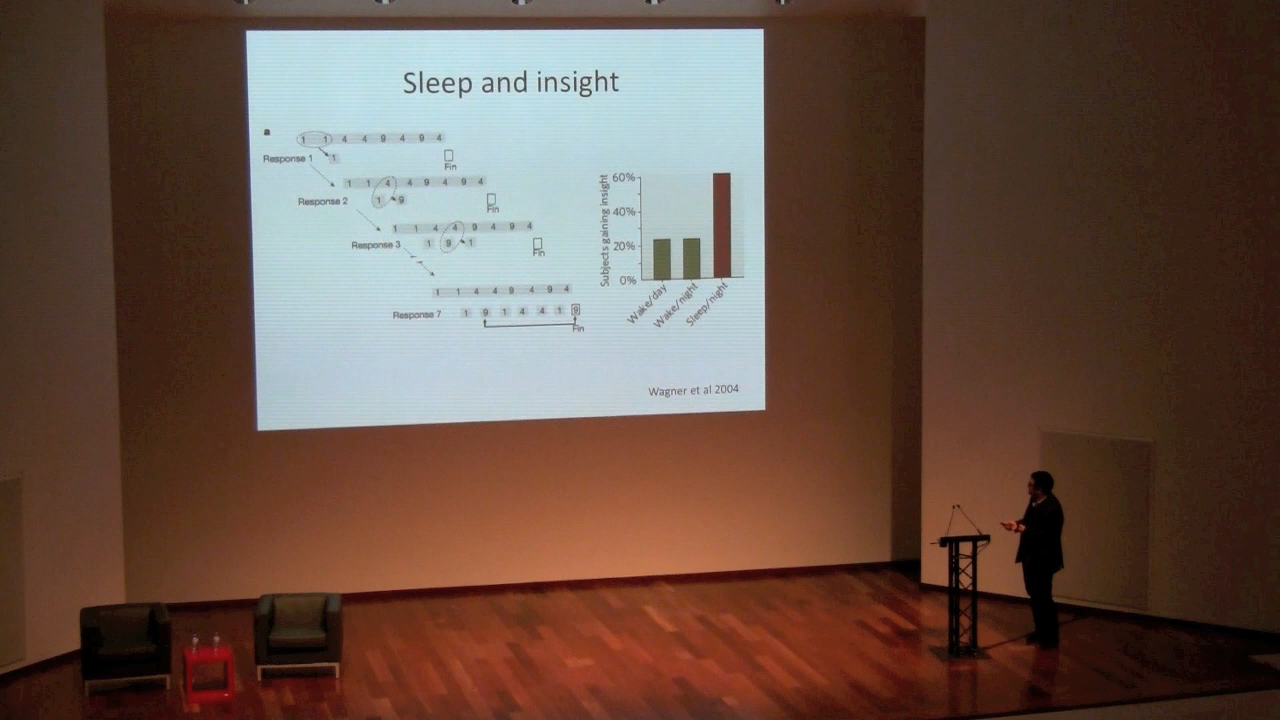 Sleep and insight
a
1 1 4 4 9 4 9 4
Response 1
1
Fin
1 1 4 4 9 4 9 4
Response 2
1 9
Fin
1 1 4 4 9 4 9 4
Response 3
1 9 1
Fin
1 1 4 4 9 4 9 4
Response 7
1 9 1 4 4 1 9
Fin
Subjects gaining insight
60%
40%
20%
0%
Wake/day
Wake/night
Sleep/night
Wagner et al 2004